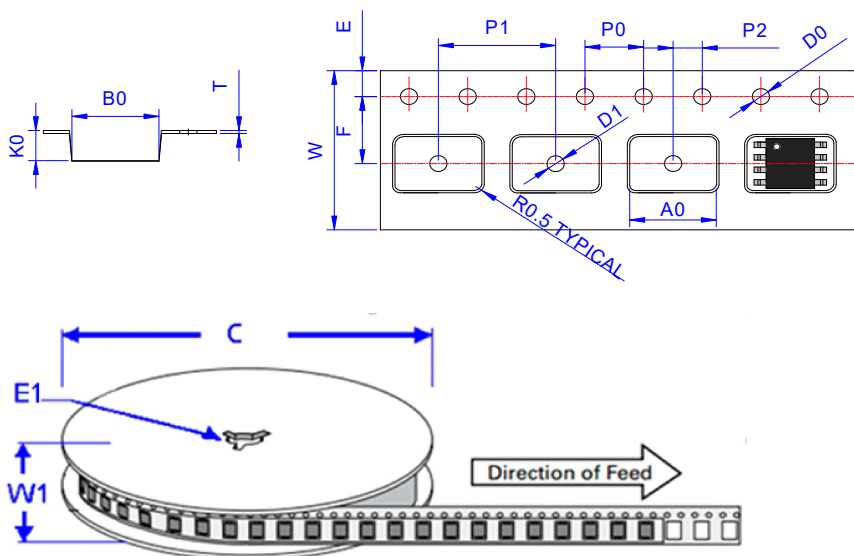 E
P1
P0
P2
D0
T
B0
K0
W
F
D1
A0
R0.5 TYPICAL
C
E1
W1
Direction of Feed